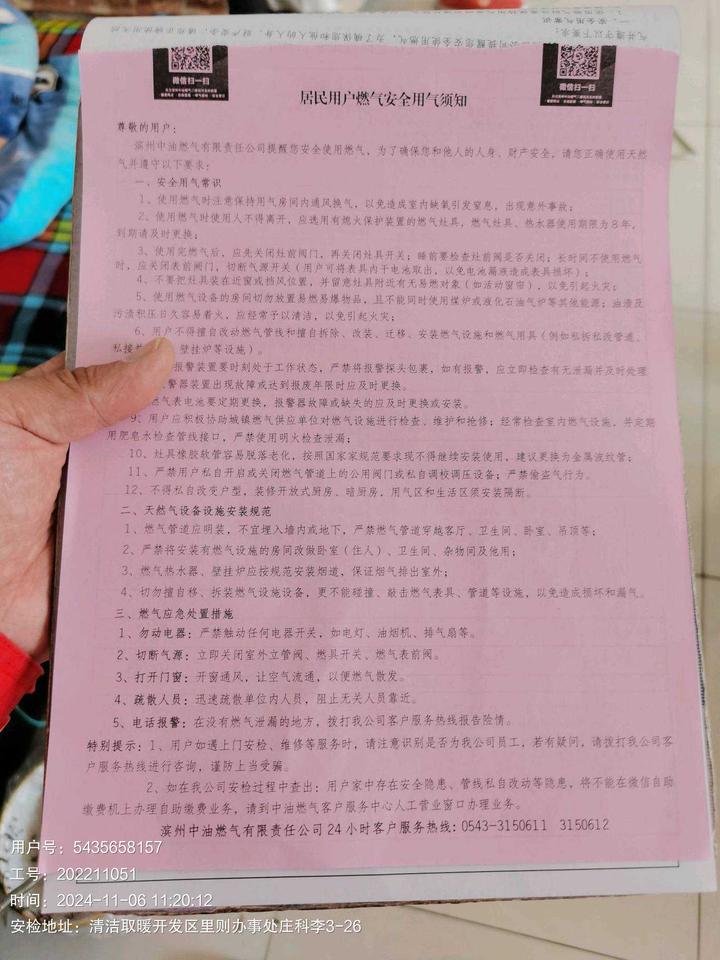 微信扫一扫
微信扫一扫
居民用户燃气安全用气须知
尊敬的用户：
滨州中油燃气有限责任公司提醒您安全使用燃气，为了确保您和他人的人身、财产安全，请您正确使用天然
气并遵守以下要求：
一、安全用气常识
1、使用燃气时注意保持用气房间内通风换气，以免造成室内缺氧引发窒息，出现意外事故；
2、使用燃气时使用人不得离开，应选用有熄火保护装置的燃气灶具，燃气灶具、热水器使用期限为8年，
到期请及时更换；
3、使用完燃气后，应先关闭灶前阀门，再关闭灶具开关；睡前要检查灶前阀是否关闭；长时间不使用燃气
时，应关闭表前阀门，切断气源开关（用户可将表具内干电池取出，以免电池漏液造成表具损坏）；
4、不要把灶具装在近窗或挡风位置，并留意灶具附近有无易燃对象（如活动窗帘），以免引起火灾；
5、使用燃气设备的房间切勿放置易燃易爆物品，且不能同时使用煤炉或液化石油气炉等其他能源；油渍及
污渍积压日久容易着火，应经常予以清洁，以免引起火灾；
6、用户不得擅自改动燃气管线和擅自拆除、改装、迁移、安装燃气设施和燃气用具（例如私拆私改管道、
私接 壁挂炉等设施）。
报警装置要时刻处于工作状态，严禁将报警探头包裹，如有报警，应立即检查有无泄漏并及时处理
警器装置出现故障或达到报废年限时应及时更换。
燃气表电池要定期更换，报警器故障或缺失的应及时更换或安装。
9、用户应积极协助城镇燃气供应单位对燃气设施进行检查、维护和抢修；经常检查室内燃气设施，并定期
用肥皂水检查管线接口，严禁使用明火检查泄漏；
10、灶具橡胶软管容易脱落老化，按照国家规范要求现不得继续安装使用，建议更换为金属波纹管；
11、严禁用户私自开启或关闭燃气管道上的公用阀门或私自调校调压设备；严禁偷盗气行为。
12、不得私自改变户型，装修开放式厨房、暗厨房，用气区和生活区须安装隔断。
二、天然气设备设施安装规范
1、燃气管道应明装，不宜埋入墙内或地下，严禁燃气管道穿越客厅、卫生间、卧室、吊顶等；
2、严禁将安装有燃气设施的房间改做卧室（住人）、卫生间、杂物间及他用；
3、燃气热水器、壁挂炉应按规范安装烟道，保证烟气排出室外；
4、切勿擅自移、拆装燃气设施设备，更不能碰撞、敲击燃气表具、管道等设施，以免造成损坏和漏气。
三、燃气应急处置措施
1、勿动电器：严禁触动任何电器开关，如电灯、油烟机、排气扇等。
2、切断气源：立即关闭室外立管阀、燃具开关、燃气表前阀。
3、打开门窗：开窗通风，让空气流通，以便燃气散发。
4、疏散人员：迅速疏散单位内人员，阻止无关人员靠近。
5、电话报警：在没有燃气泄漏的地方，拨打我公司客户服务热线报告险情。
特别提示：1、用户如遇上门安检、维修等服务时，请注意识别是否为我公司员工，若有疑问，请拨打我公司客
户服务热线进行咨询，谨防上当受骗。
2、如在我公司安检过程中查出：用户家中存在安全隐患、管线私自改动等隐患，将不能在微信自助
缴费机上办理自助缴费业务，请到中油燃气客户服务中心人工营业窗口办理业务。
滨州中油燃气有限责任公司24小时客户服务热线：0543-3150611 3150612
用户号：5435658157
工号：202211051
时间：2024-11-06 11:20:12
安检地址：清洁取暖开发区里则办事处庄科李3-26